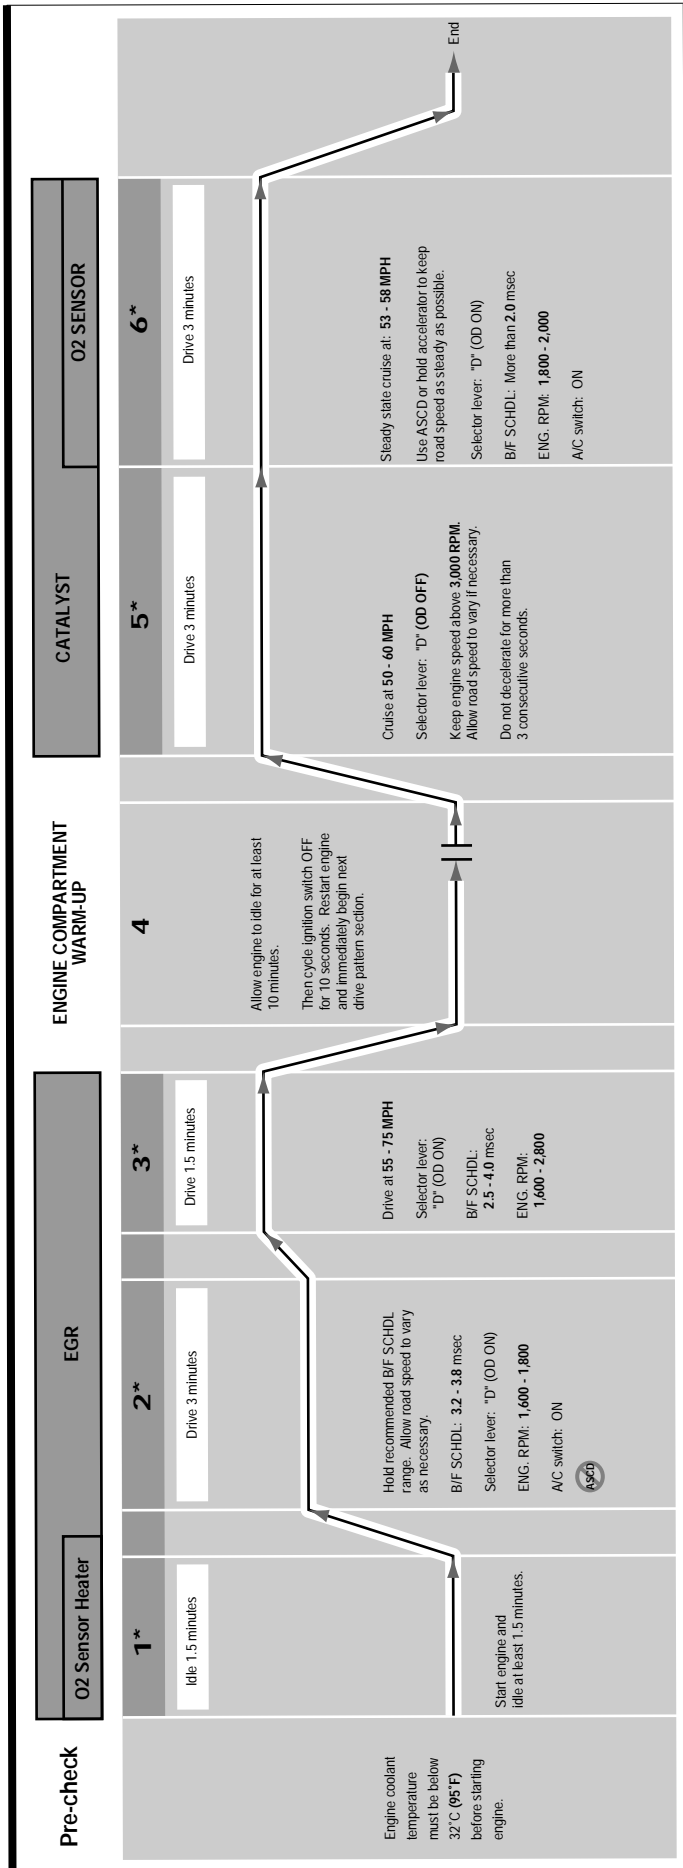 Pre-check
O2 Sensor Heater
EGR
ENGINE COMPARTMENT
WARM-UP
CATALYST
O2 SENSOR
1*
2*
3*
4
5*
6*
Idle 1.5 minutes
Drive 3 minutes
Drive 1.5 minutes
Drive 3 minutes
Drive 3 minutes
Engine coolant
temperature
must be below
32˚C (95˚F)
before starting
engine.
Start engine and
idle at least 1.5 minutes.
Hold recommended B/F SCHDL
range. Allow road speed to vary
as necessary.
B/F SCHDL: 3.2 - 3.8 msec
Selector lever: "D" (OD ON)
ENG. RPM: 1,600 - 1,800
A/C switch: ON
ASCD
Drive at 55 - 75 MPH
Selector lever:
"D" (OD ON)
B/F SCHDL:
2.5 - 4.0 msec
ENG. RPM:
1,600 - 2,800
Allow engine to idle for at least
10 minutes.
Then cycle ignition switch OFF
for 10 seconds. Restart engine
and immediately begin next
drive pattern section.
Cruise at 50 - 60 MPH
Selector lever: "D" (OD OFF)
Keep engine speed above 3,000 RPM.
Allow road speed to vary if necessary.
Do not decelerate for more than
3 consecutive seconds.
Steady state cruise at: 53 - 58 MPH
Use ASCD or hold accelerator to keep
road speed as steady as possible.
Selector lever: "D" (OD ON)
B/F SCHDL: More than 2.0 msec
ENG. RPM: 1,800 - 2,000
A/C switch: ON
End